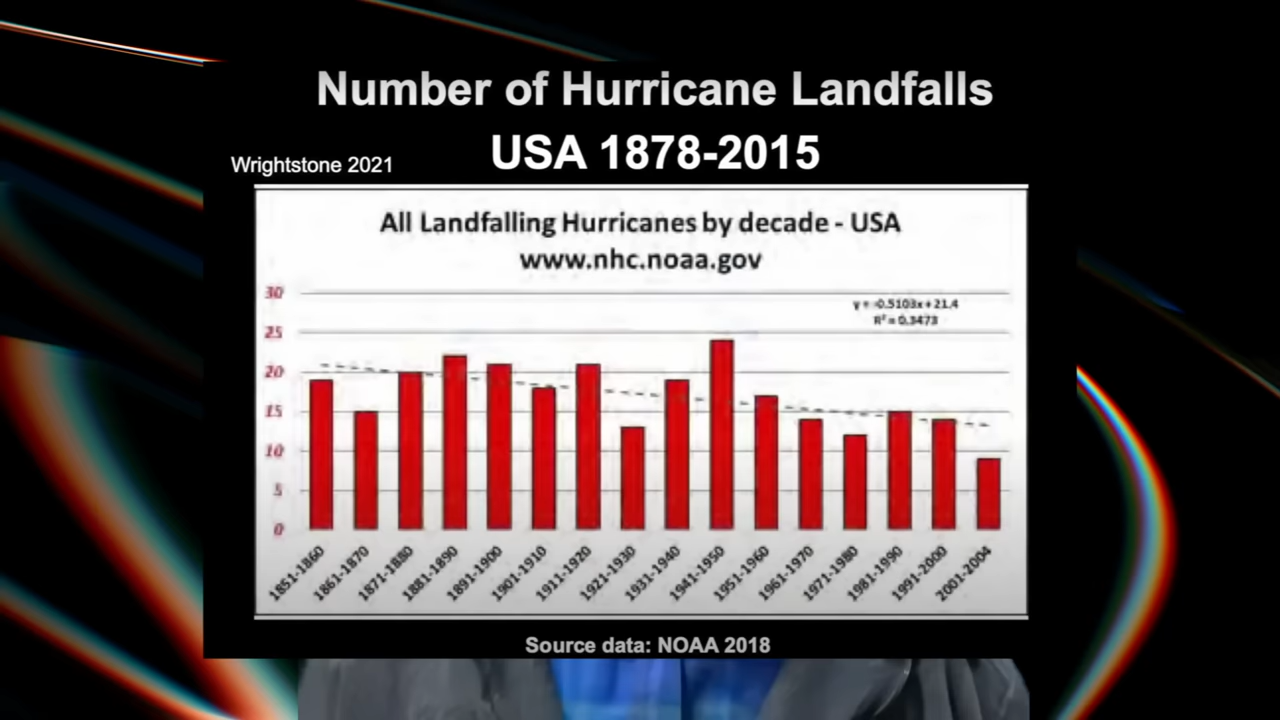 Number of Hurricane Landfalls
USA 1878-2015
Wrightstone 2021
All Landfalling Hurricanes by decade - USA
www.nhc.noaa.gov
y = -0.5103x + 21.4
R² = 0.3473
30
25
20
15
10
5
0
1851-1860
1861-1870
1871-1880
1881-1890
1891-1900
1901-1910
1911-1920
1921-1930
1931-1940
1941-1950
1951-1960
1961-1970
1971-1980
1981-1990
1991-2000
2001-2004
Source data: NOAA 2018